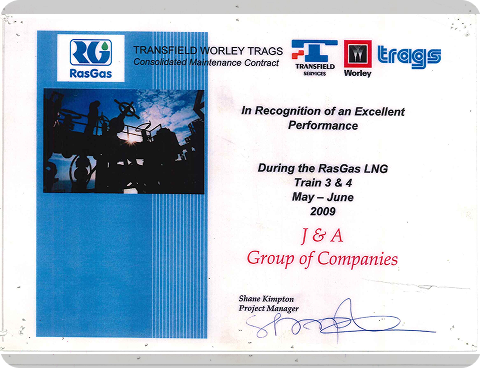 RG
RasGas
TRANSFIELD WORLEY TRAGS
Consolidated Maintenance Contract
TRANSFIELD
SERVICES
W
Worley
trags
In Recognition of an Excellent
Performance
During the RasGas LNG
Train 3 & 4
May – June
2009
J & A
Group of Companies
Shane Kimpton
Project Manager